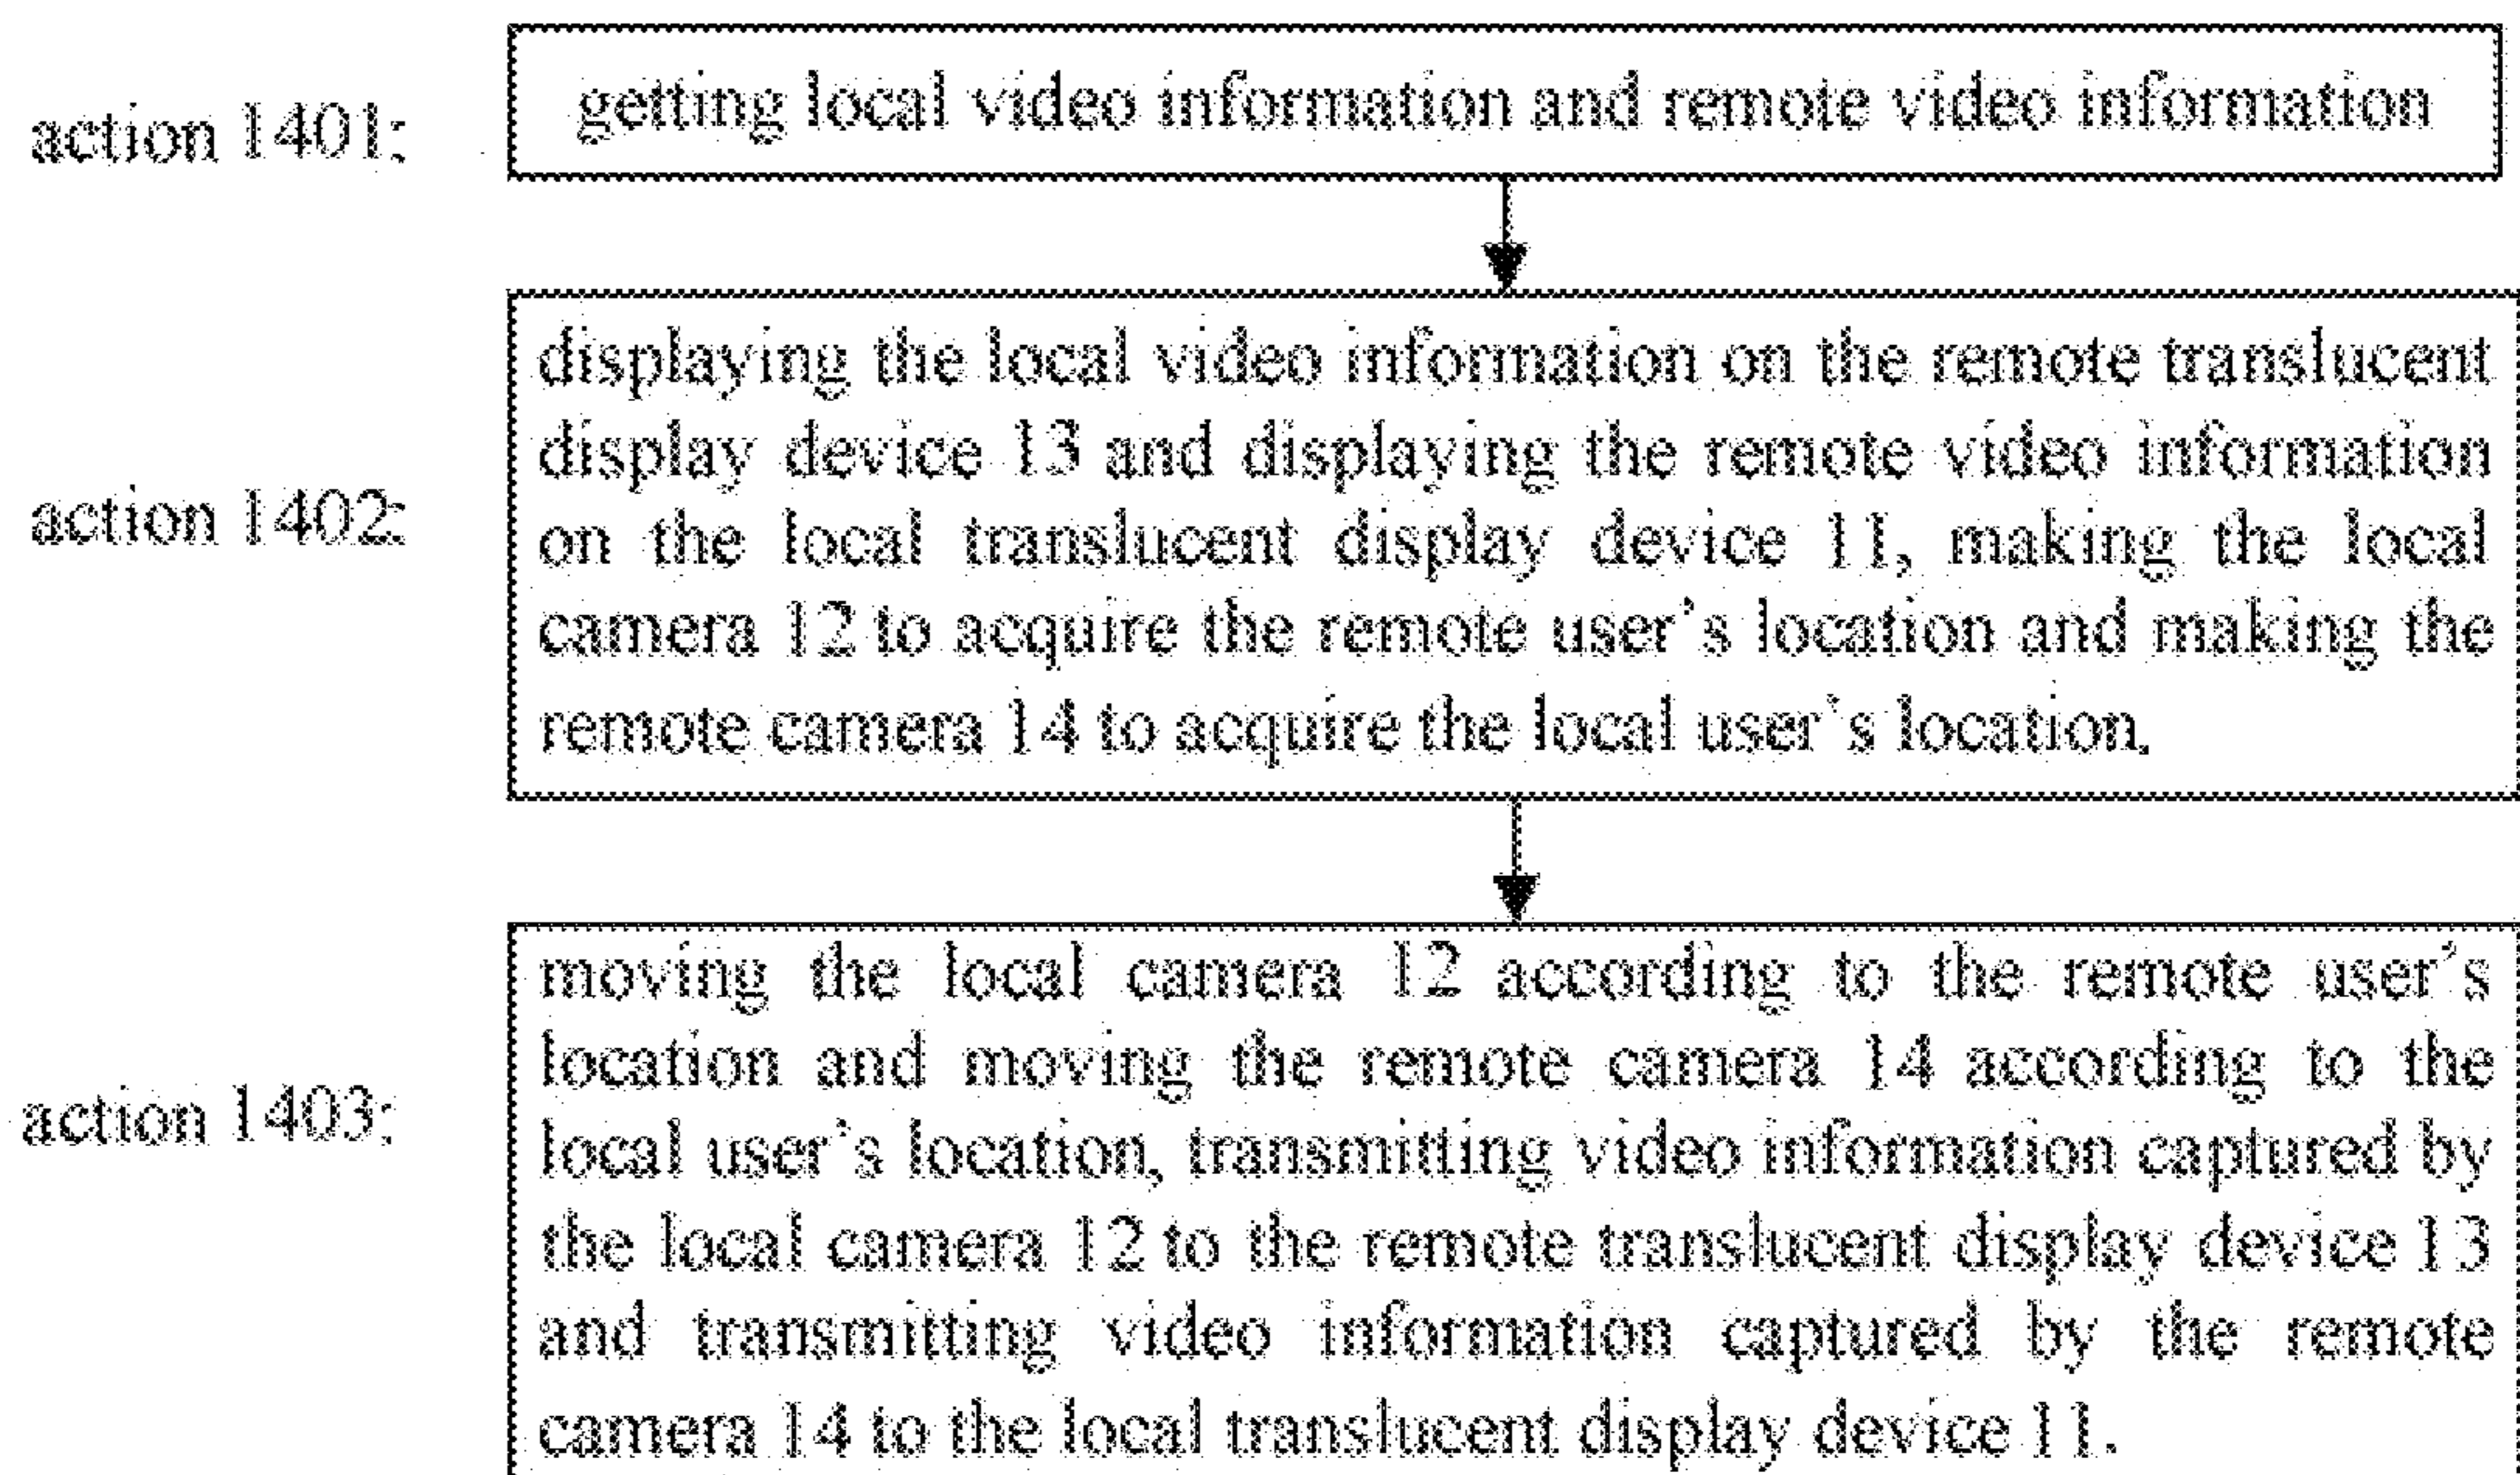 action 1401:
getting local video information and remote video information
action 1402:
displaying the local video information on the remote translucent
display device 13 and displaying the remote video information
on the local translucent display device 11, making the local
camera 12 to acquire the remote user's location and making the
remote camera 14 to acquire the local user's location.
action 1403:
moving the local camera 12 according to the remote user's
location and moving the remote camera 14 according to the
local user's location, transmitting video information captured by
the local camera 12 to the remote translucent display device 13
and transmitting video information captured by the remote
camera 14 to the local translucent display device 11.